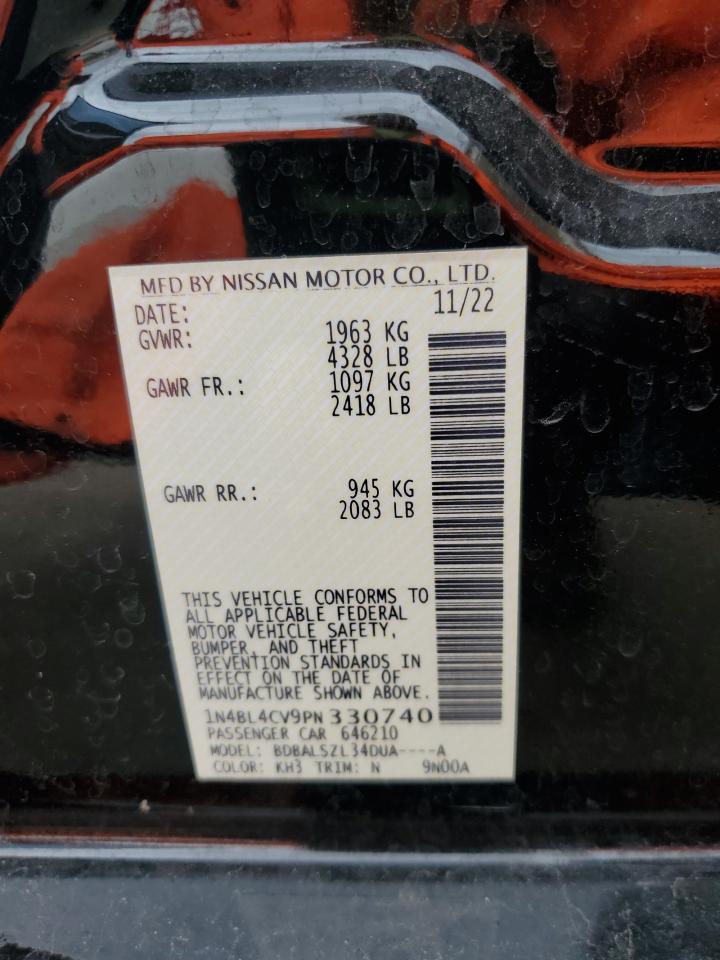 MFD BY NISSAN MOTOR CO., LTD.
DATE: 11/22
GVWR: 1963 KG
4328 LB
GAWR FR.: 1097 KG
2418 LB
GAWR RR.: 945 KG
2083 LB
THIS VEHICLE CONFORMS TO
ALL APPLICABLE FEDERAL
MOTOR VEHICLE SAFETY,
BUMPER, AND THEFT
PREVENTION STANDARDS IN
EFFECT ON THE DATE OF
MANUFACTURE SHOWN ABOVE.
1N4BL4CV9PN330740
PASSENGER CAR 646210
MODEL: BDBALSZL34DUA----A
COLOR: KH3 TRIM: N 9N00A